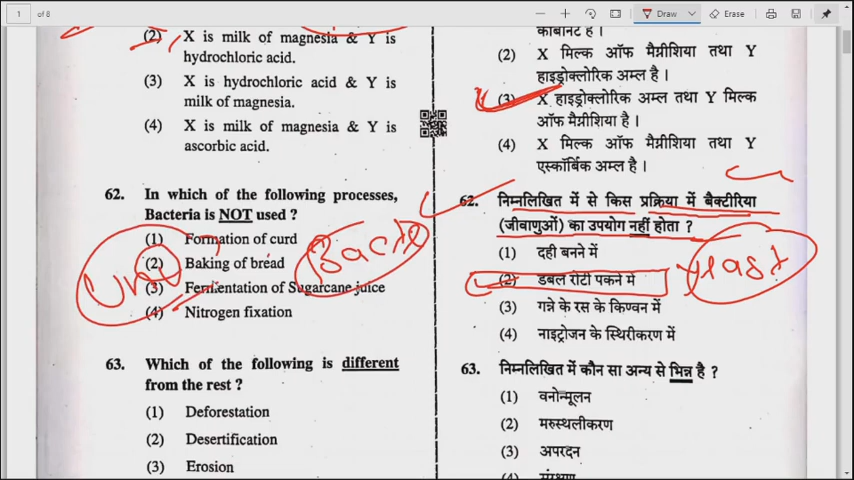 1 of 8
Draw
Erase
(2) X is milk of magnesia & Y is
hydrochloric acid.
(3) X is hydrochloric acid & Y is
milk of magnesia.
(4) X is milk of magnesia & Y is
ascorbic acid.
62. In which of the following processes,
Bacteria is NOT used ?
(1) Formation of curd
(2) Baking of bread
(3) Fermentation of Sugarcane juice
(4) Nitrogen fixation
63. Which of the following is different
from the rest ?
(1) Deforestation
(2) Desertification
(3) Erosion
कार्बोनेट है ।
(2) X मिल्क ऑफ मैग्नीशिया तथा Y
हाइड्रोक्लोरिक अम्ल है ।
(3) X हाइड्रोक्लोरिक अम्ल तथा Y मिल्क
ऑफ मैग्नीशिया है ।
(4) X मिल्क ऑफ मैग्नीशिया तथा Y
एस्कॉर्बिक अम्ल है ।
62. निम्नलिखित में से किस प्रक्रिया में बैक्टीरिया
(जीवाणुओं) का उपयोग नहीं होता ?
(1) दही बनने में
(2) डबल रोटी पकने में
(3) गन्ने के रस के किण्वन में
(4) नाइट्रोजन के स्थिरीकरण में
63. निम्नलिखित में कौन सा अन्य से भिन्न है ?
(1) वनोन्मूलन
(2) मरुस्थलीकरण
(3) अपरदन
(4) संरक्षण
Yeast